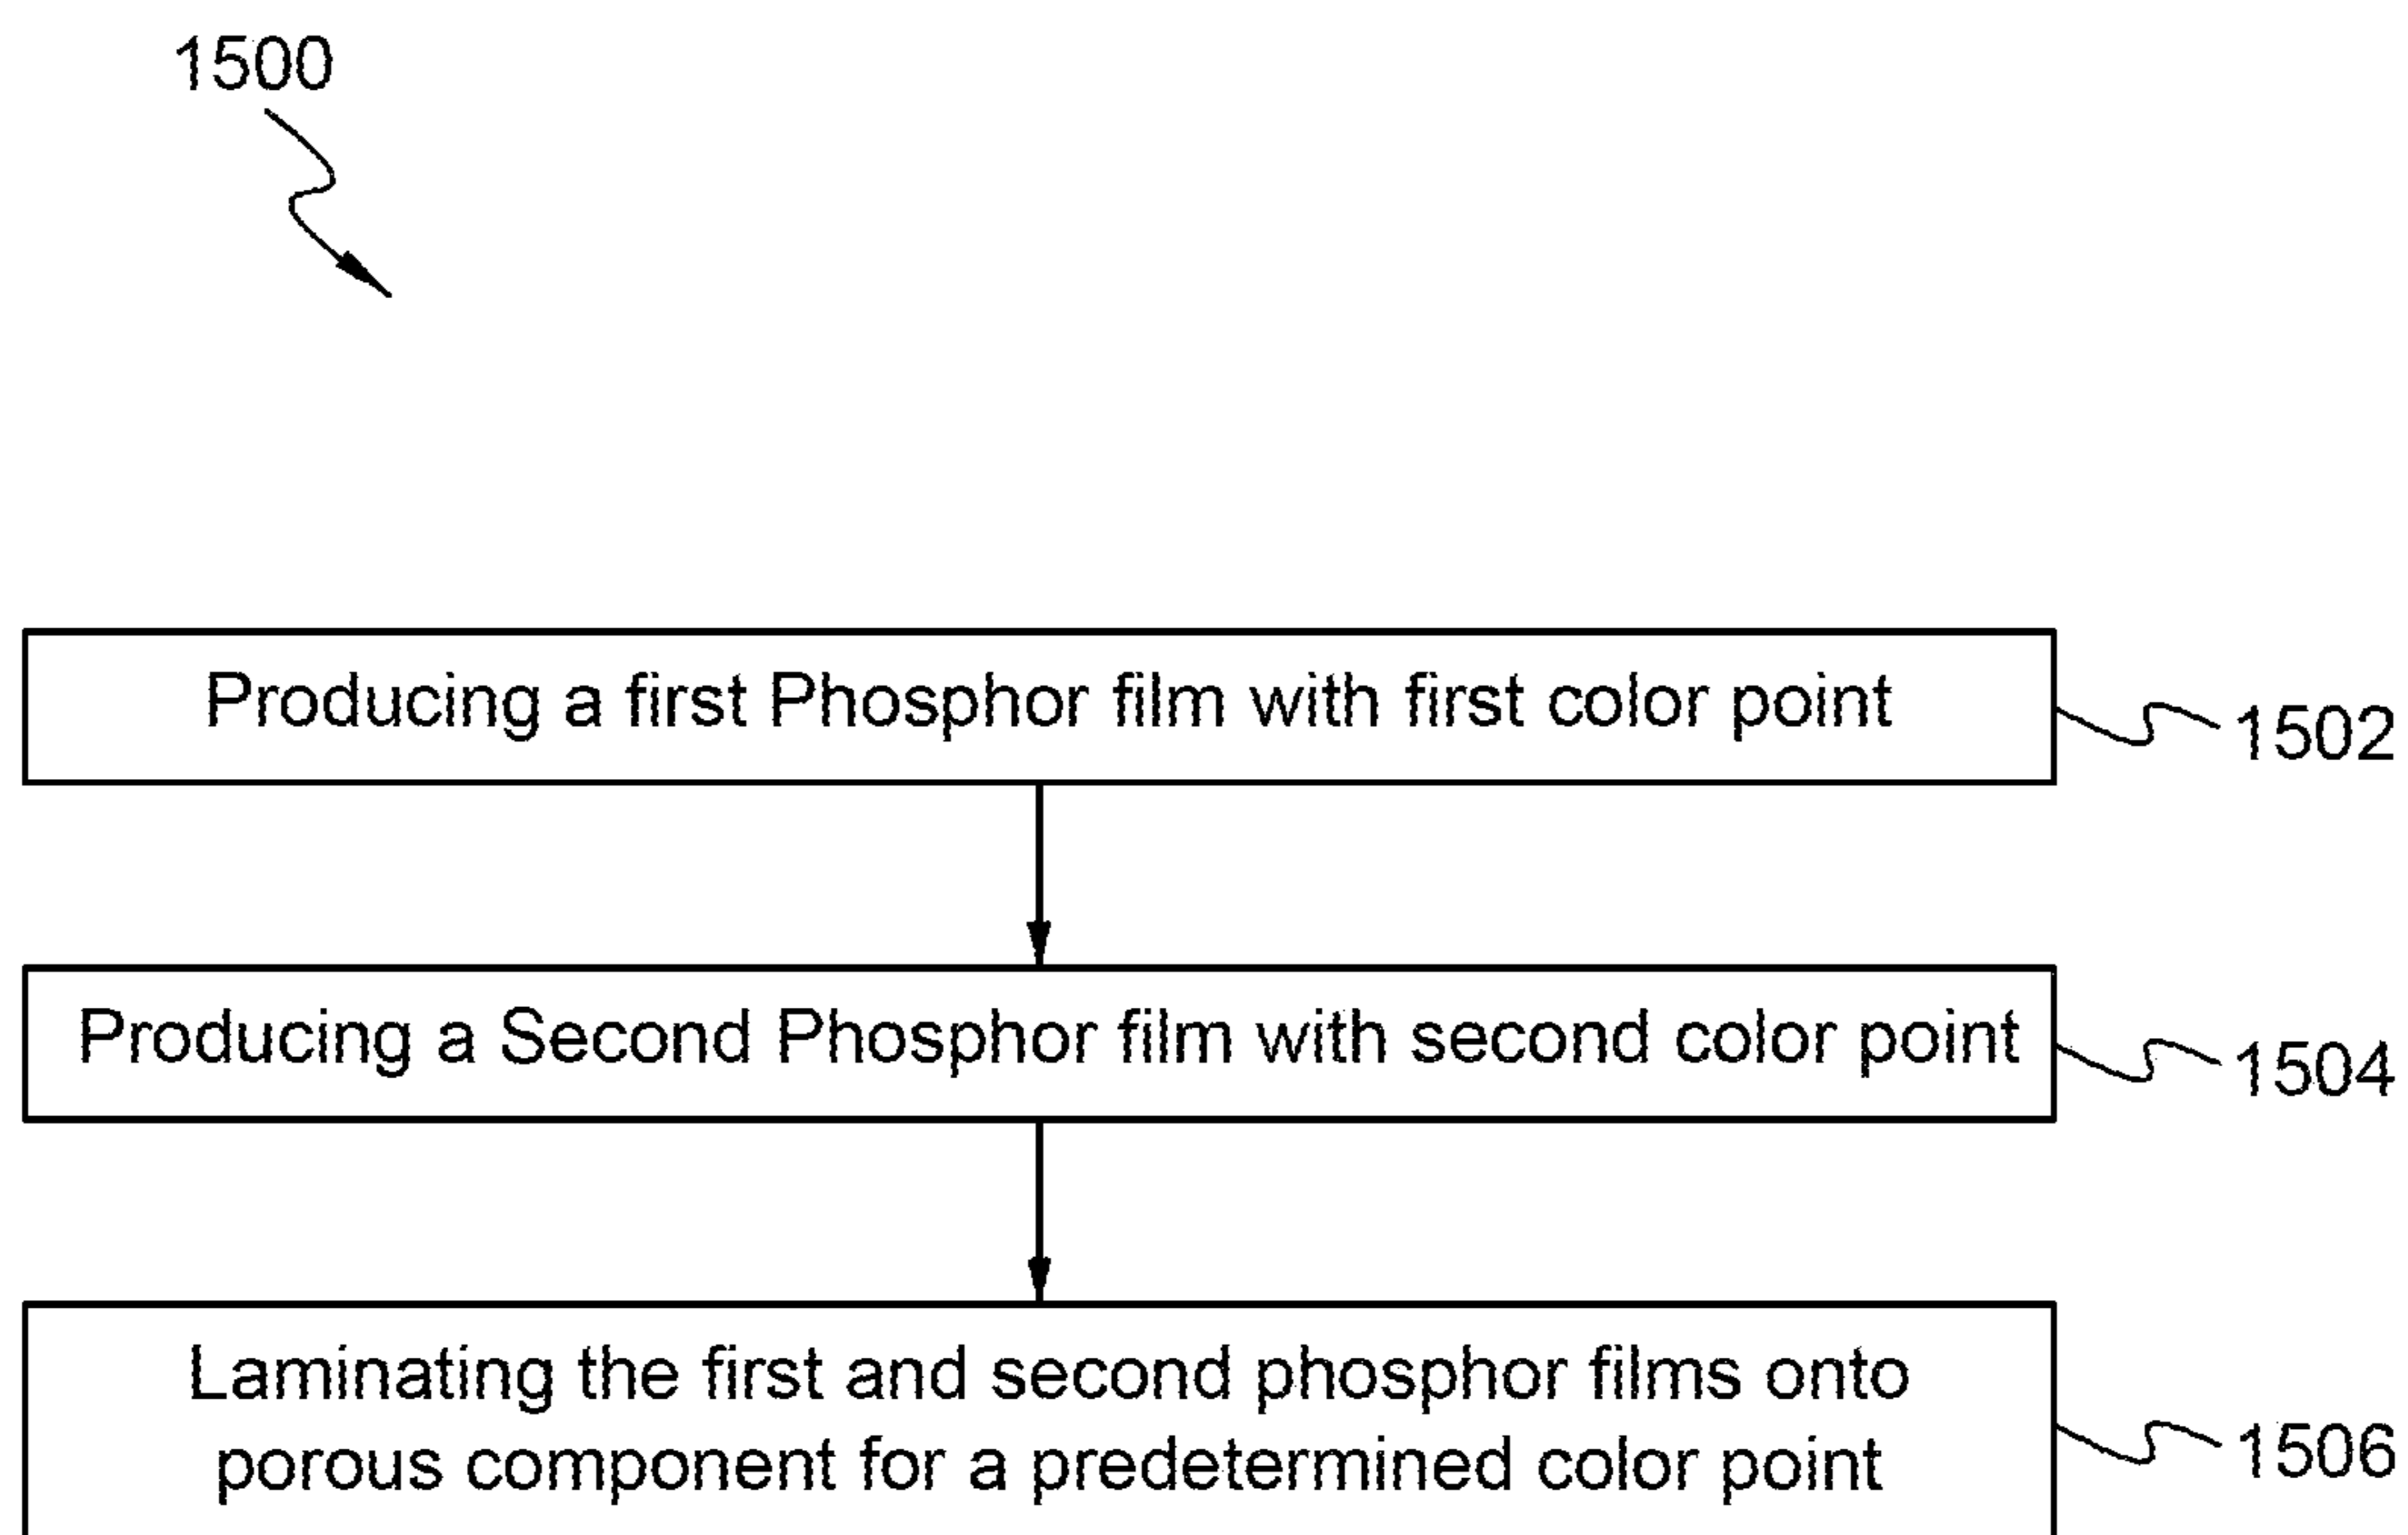 1500
Producing a first Phosphor film with first color point
1502
Producing a Second Phosphor film with second color point
1504
Laminating the first and second phosphor films onto
porous component for a predetermined color point
1506